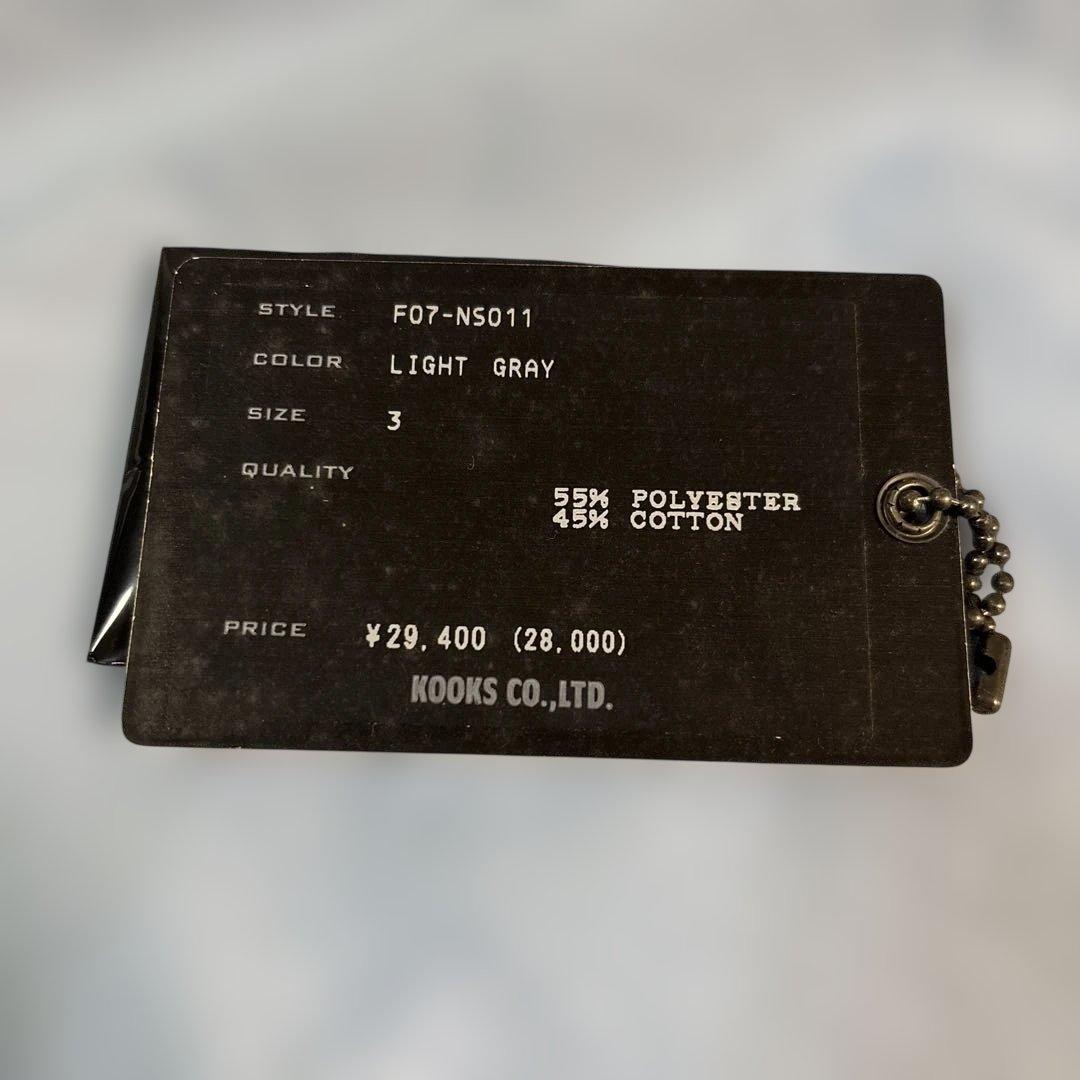 STYLE F07-NS011
COLOR LIGHT GRAY
SIZE 3
QUALITY
55% POLYESTER
45% COTTON
PRICE ¥29,400 (28,000)
KOOKS CO.,LTD.